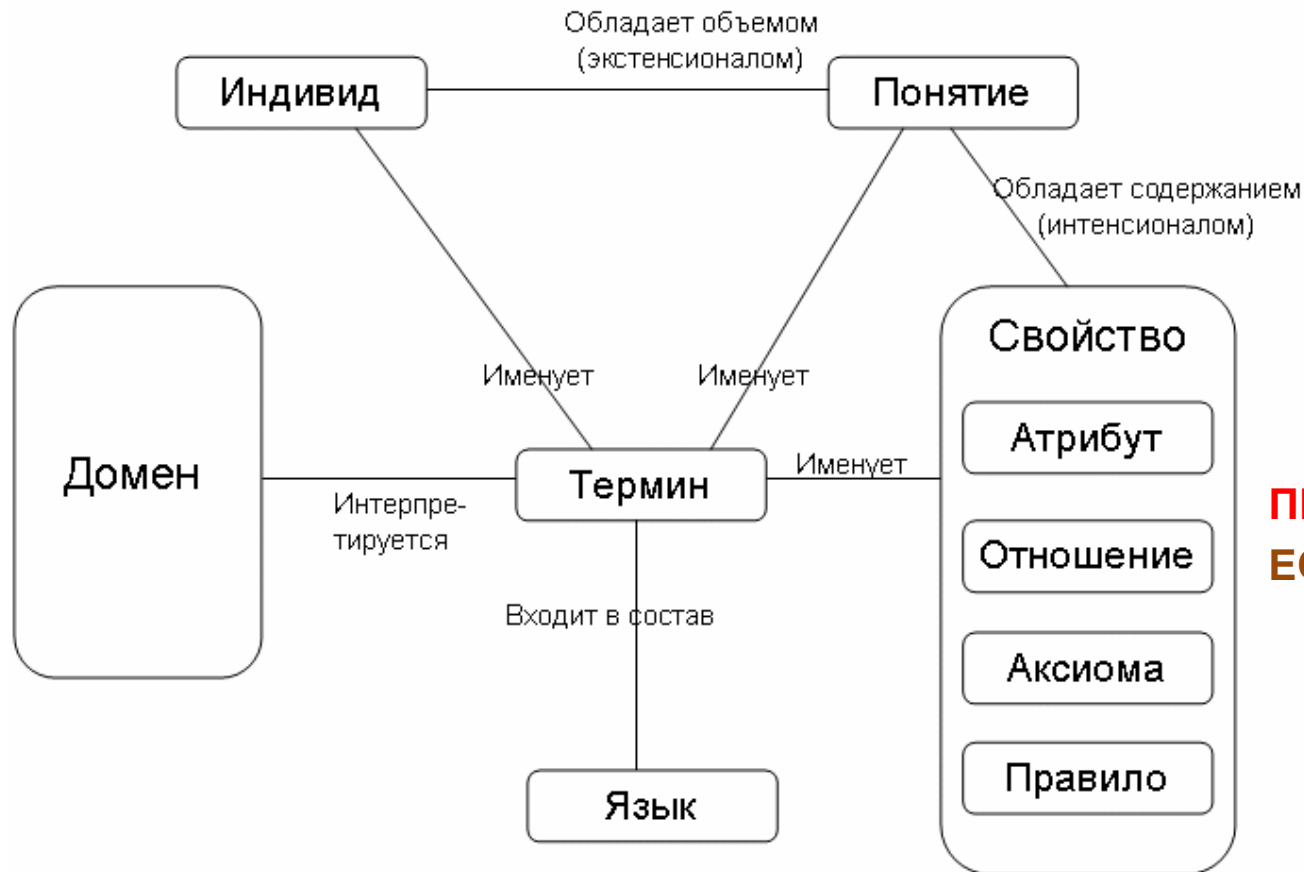 Обладает объемом
(экстенсионалом)
Индивид
Понятие
Обладает содержанием
(интенсионалом)
Свойство
Именует
Именует
Атрибут
Домен
Термин
Именует
Интерпре-
тируется
Отношение
Входит в состав
Аксиома
Правило
Язык